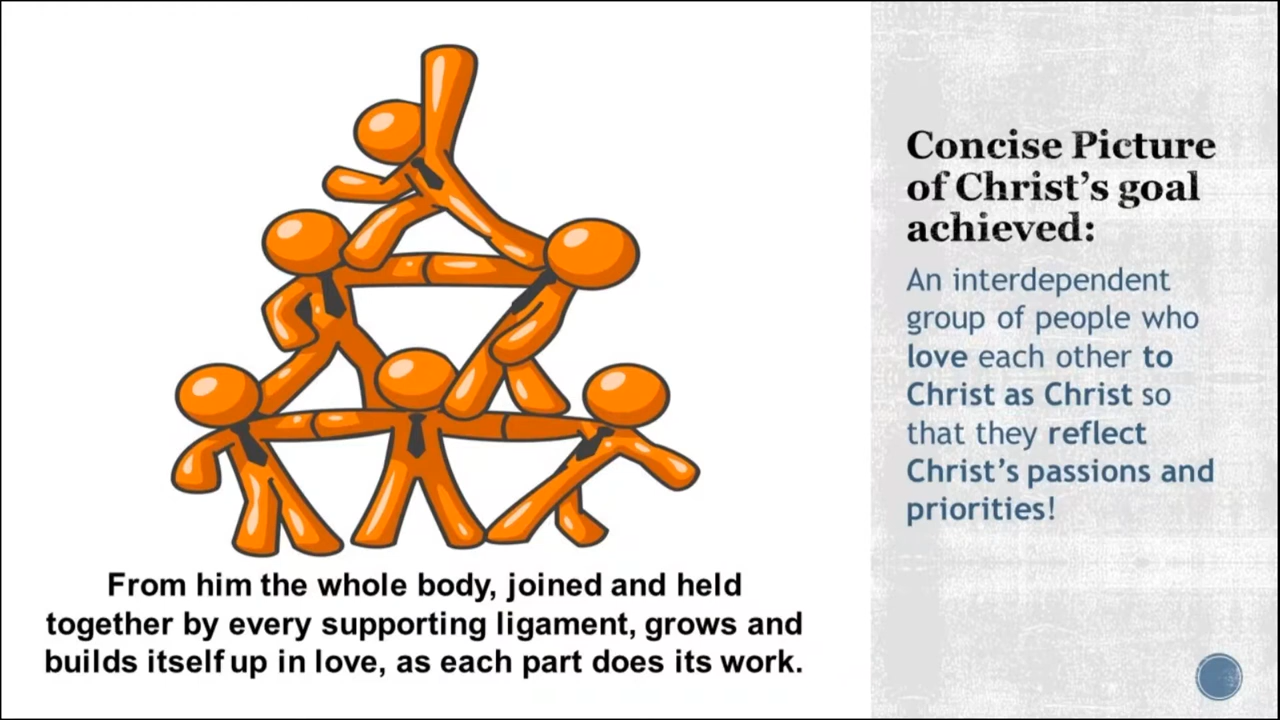 Concise Picture
of Christ's goal
achieved:
An interdependent
group of people who
love each other to
Christ as Christ so
that they reflect
Christ's passions and
priorities!
From him the whole body, joined and held
together by every supporting ligament, grows and
builds itself up in love, as each part does its work.